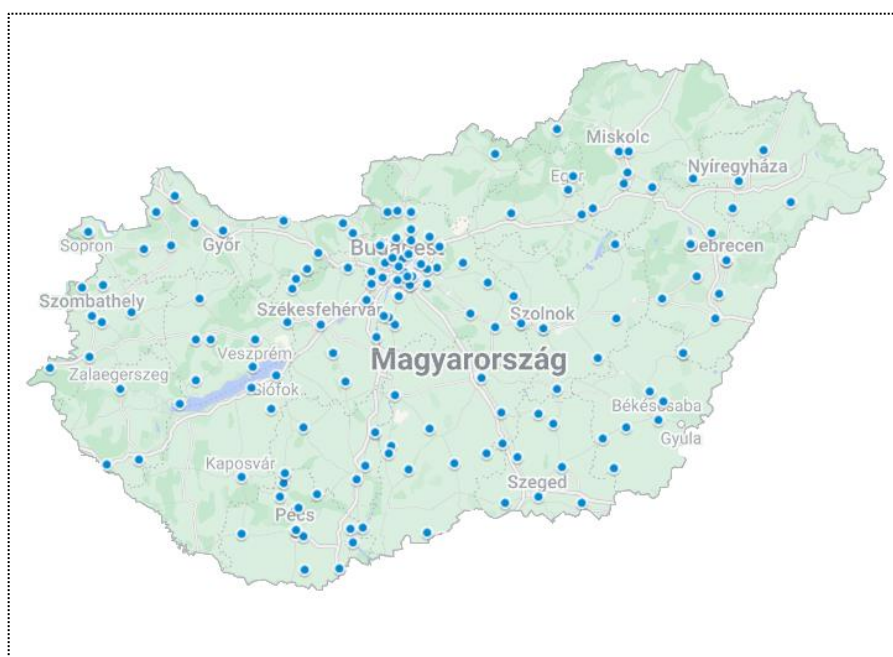 Miskolc
Eger
Nyíregyháza
Sopron
Győr
Budapest
Debrecen
Szombathely
Székesfehérvár
Szolnok
Veszprém
Magyarország
Zalaegerszeg
Siófok
Békéscsaba
Gyula
Kaposvár
Szeged
Pécs